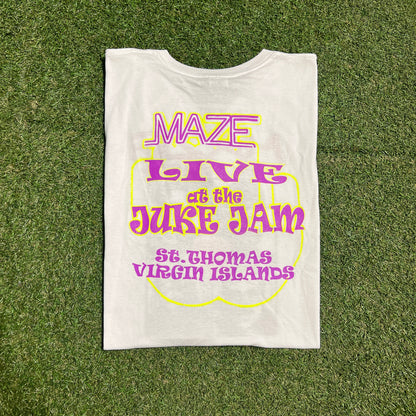 MAZE
LIVE
at the
JUKE JAM
St. THOMAS
VIRGIN ISLANDS